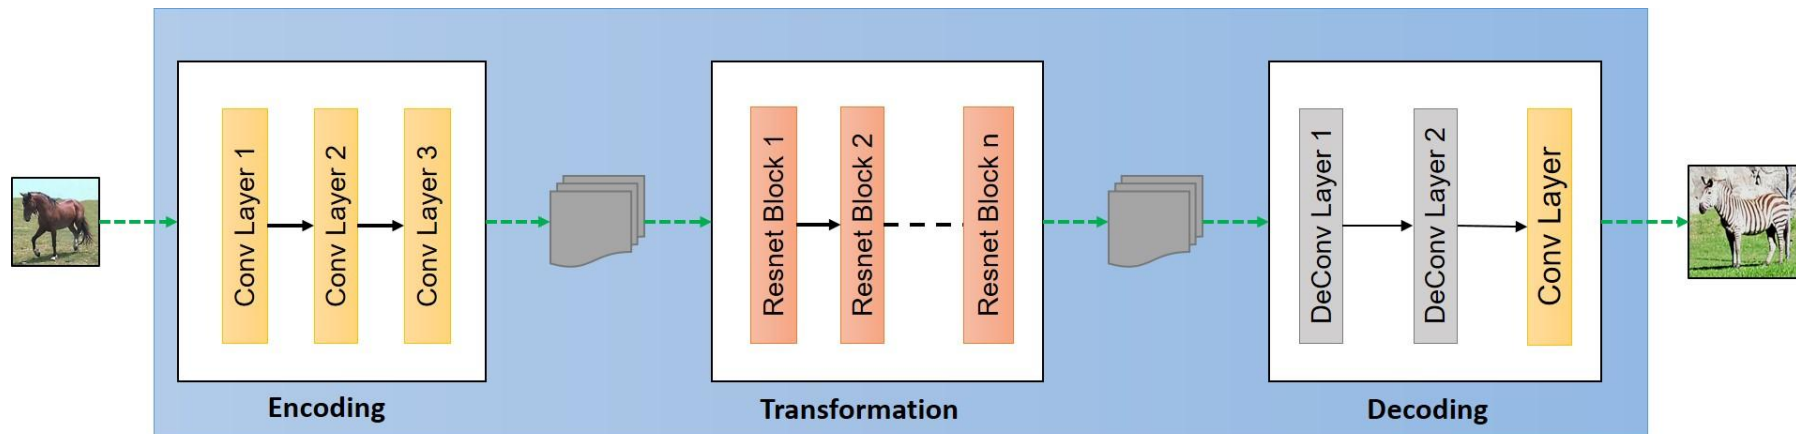 Conv Layer 1
Conv Layer 2
Conv Layer 3
Encoding
Resnet Block 1
Resnet Block 2
Resnet Block n
Transformation
DeConv Layer 1
DeConv Layer 2
Conv Layer
Decoding